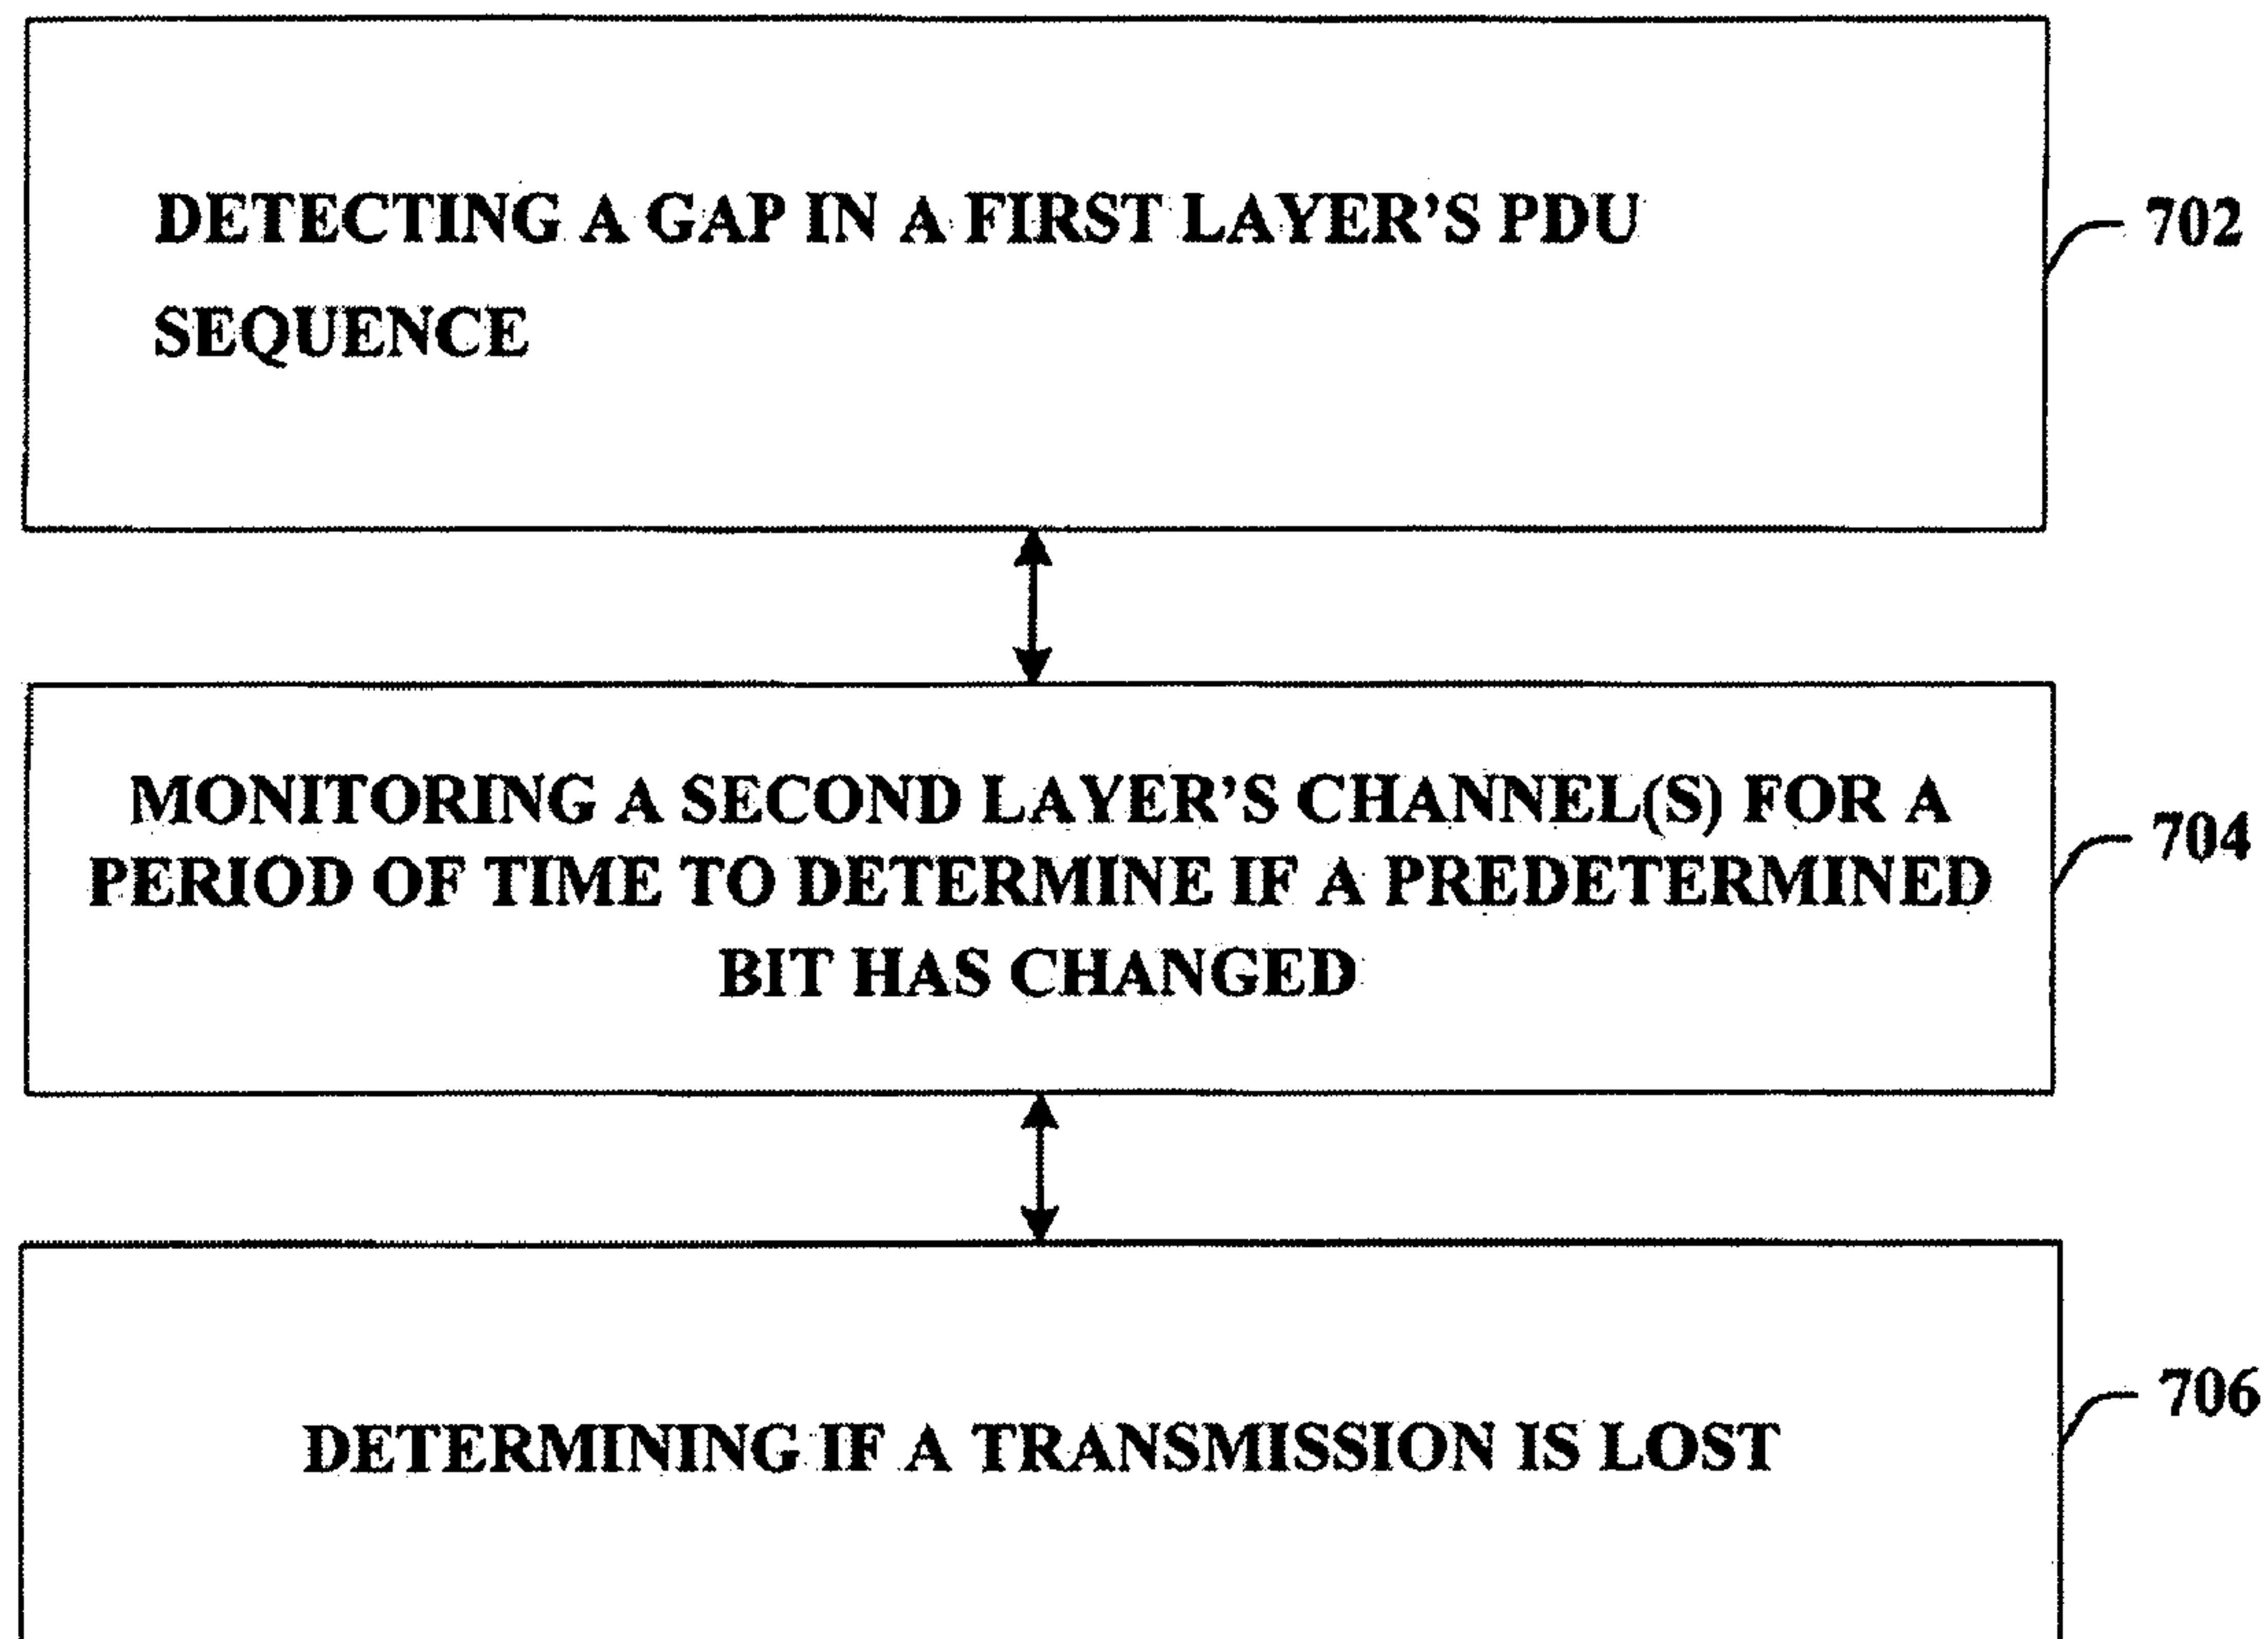 DETECTING A GAP IN A FIRST LAYER'S PDU
SEQUENCE
702
MONITORING A SECOND LAYER'S CHANNEL(S) FOR A
PERIOD OF TIME TO DETERMINE IF A PREDETERMINED
BIT HAS CHANGED
704
DETERMINING IF A TRANSMISSION IS LOST
706